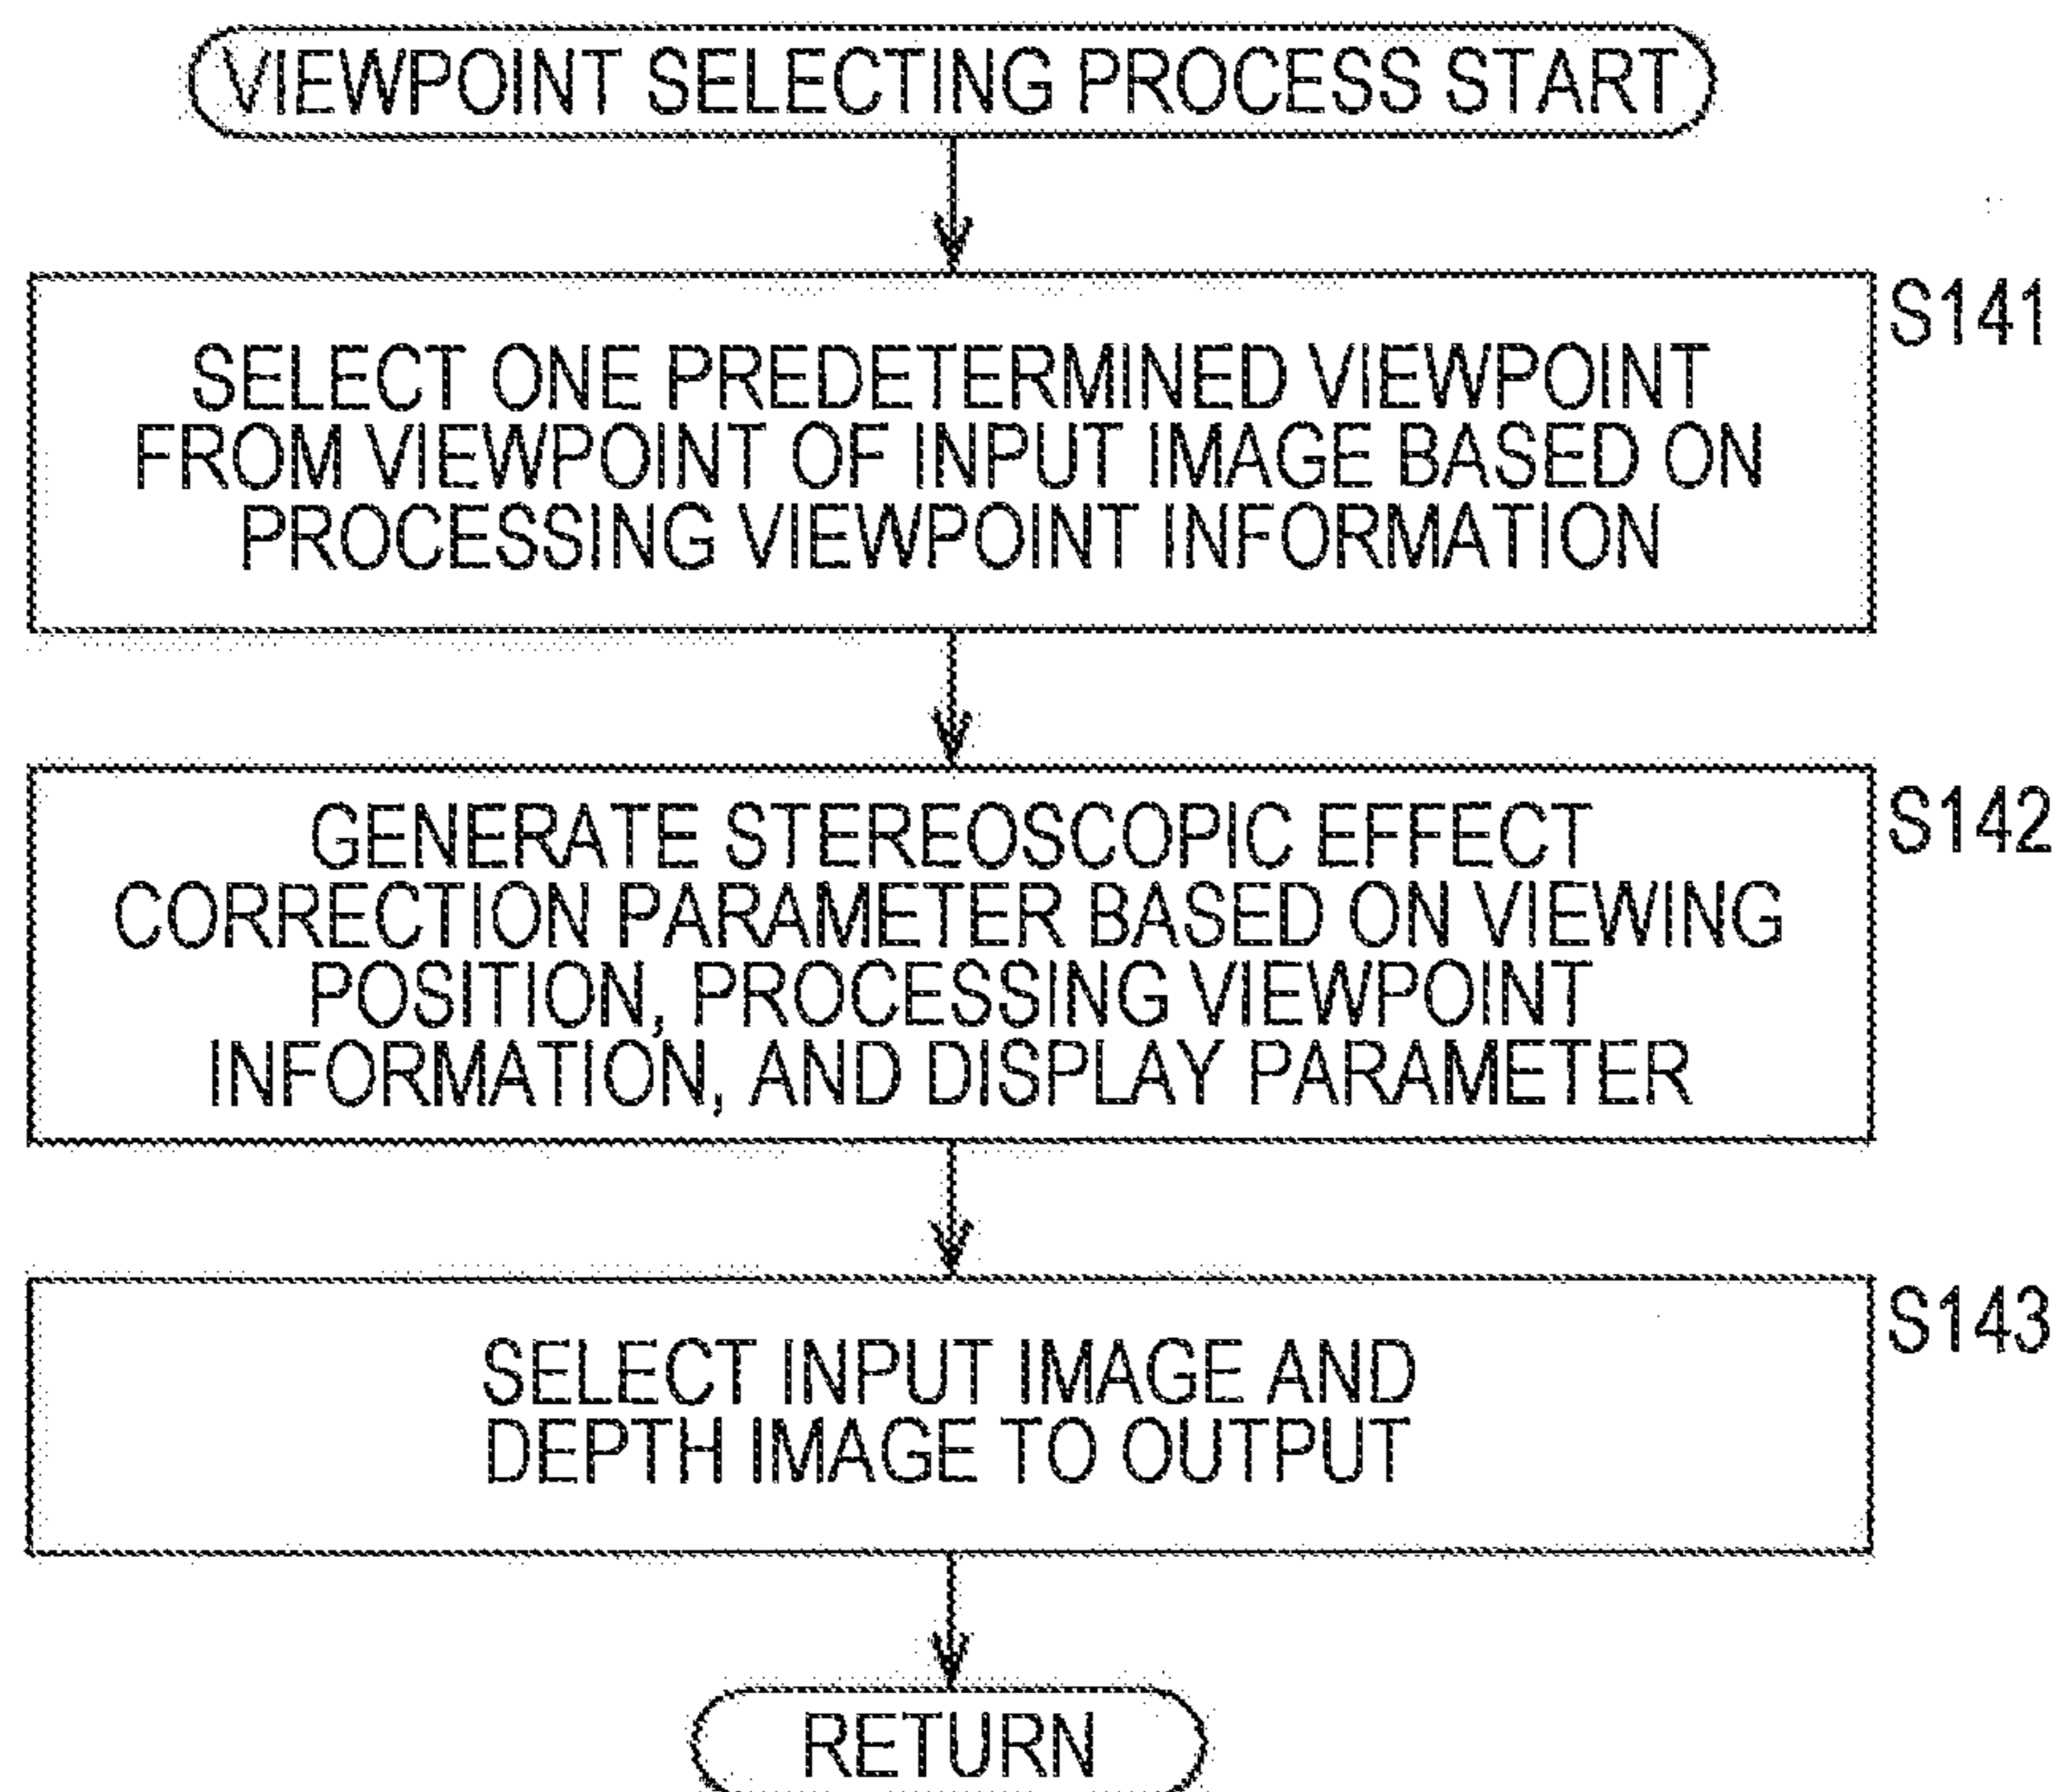 VIEWPOINT SELECTING PROCESS START
S141
SELECT ONE PREDETERMINED VIEWPOINT
FROM VIEWPOINT OF INPUT IMAGE BASED ON
PROCESSING VIEWPOINT INFORMATION
S142
GENERATE STEREOSCOPIC EFFECT
CORRECTION PARAMETER BASED ON VIEWING
POSITION, PROCESSING VIEWPOINT
INFORMATION, AND DISPLAY PARAMETER
S143
SELECT INPUT IMAGE AND
DEPTH IMAGE TO OUTPUT
RETURN